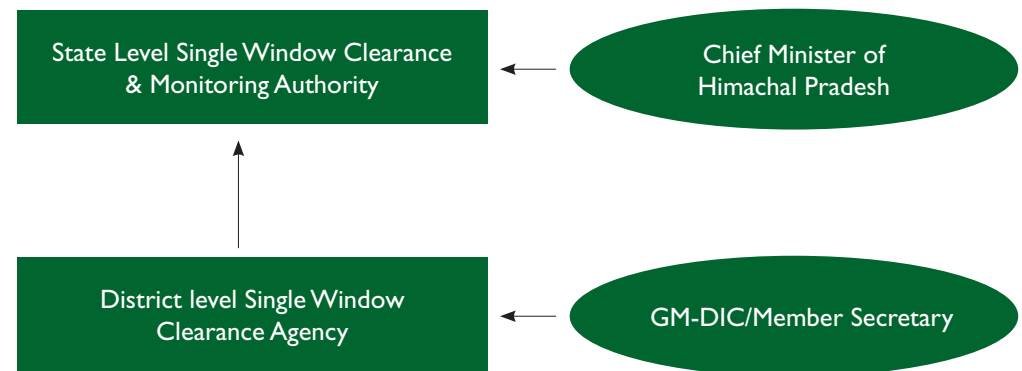 State Level Single Window Clearance
& Monitoring Authority
Chief Minister of
Himachal Pradesh
District level Single Window
Clearance Agency
GM-DIC/Member Secretary